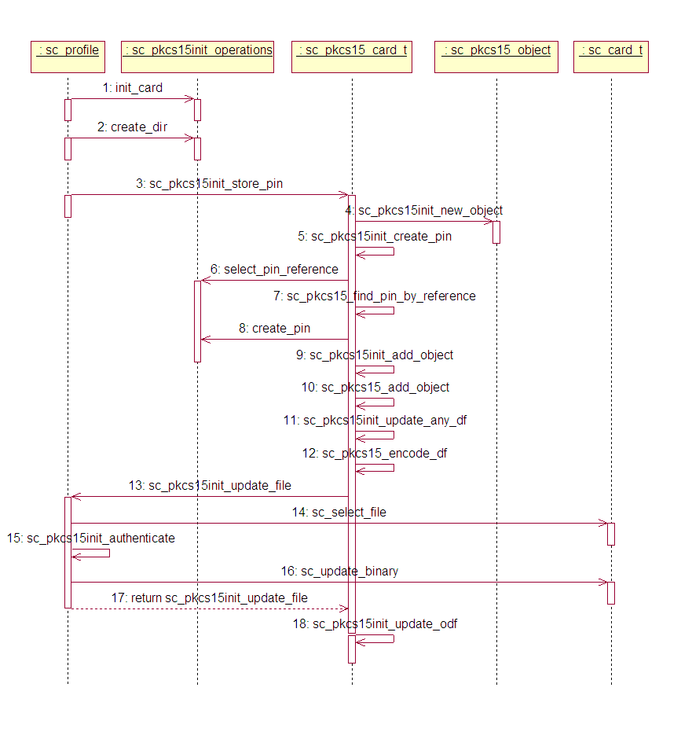 : sc_profile
: sc_pkcs15init_operations
: sc_pkcs15_card_t
: sc_pkcs15_object
: sc_card_t
1: init_card
2: create_dir
3: sc_pkcs15init_store_pin
4: sc_pkcs15init_new_object
5: sc_pkcs15init_create_pin
6: select_pin_reference
7: sc_pkcs15_find_pin_by_reference
8: create_pin
9: sc_pkcs15init_add_object
10: sc_pkcs15_add_object
11: sc_pkcs15init_update_any_df
12: sc_pkcs15_encode_df
13: sc_pkcs15init_update_file
14: sc_select_file
15: sc_pkcs15init_authenticate
16: sc_update_binary
17: return sc_pkcs15init_update_file
18: sc_pkcs15init_update_odf